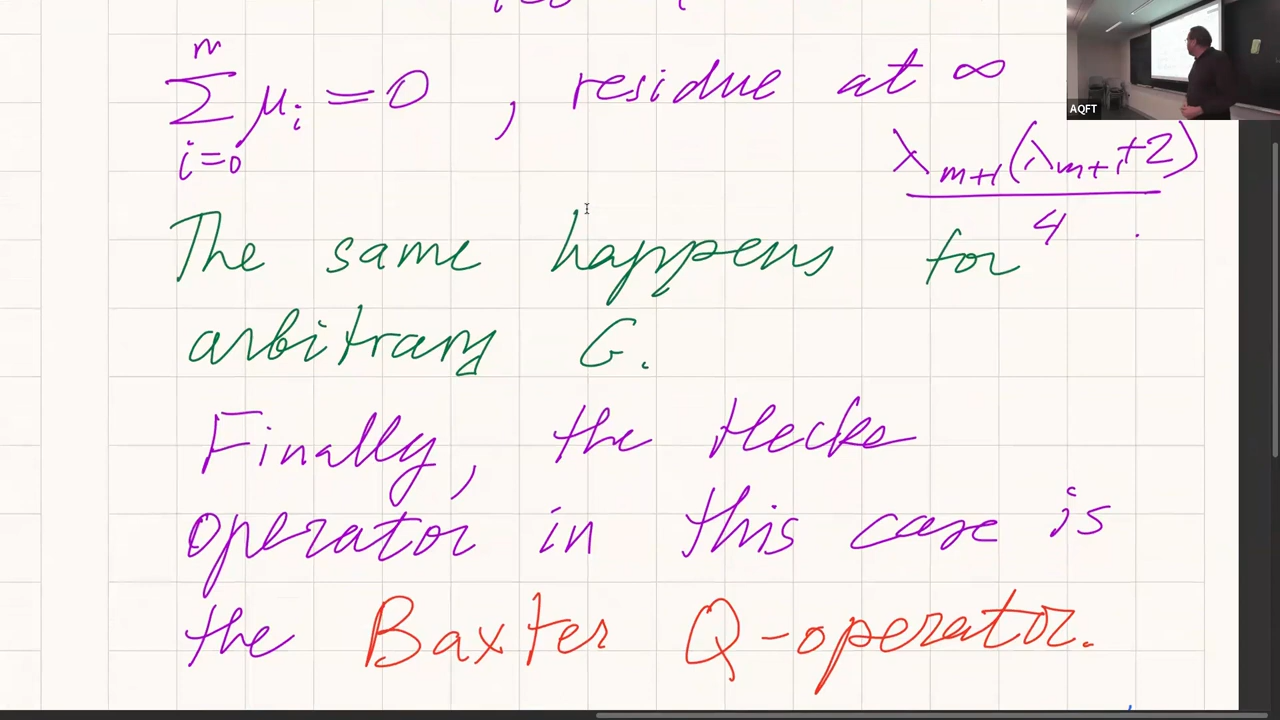 m
∑ μ_i = 0 , residue at ∞
i=0
λ_{m+1}(λ_{m+1}+2)
4 .
The same happens for
arbitrary G.
Finally, the Hecke
operator in this case is
the Baxter Q-operator.
AQFT